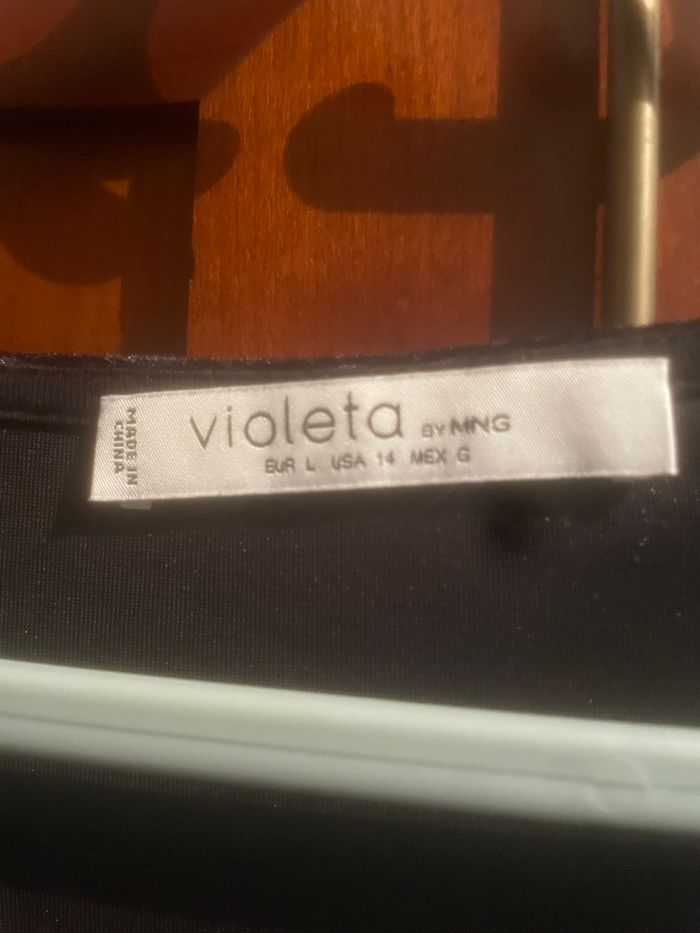 MADE IN
CHINA
violeta BY MNG
EUR L USA 14 MEX G